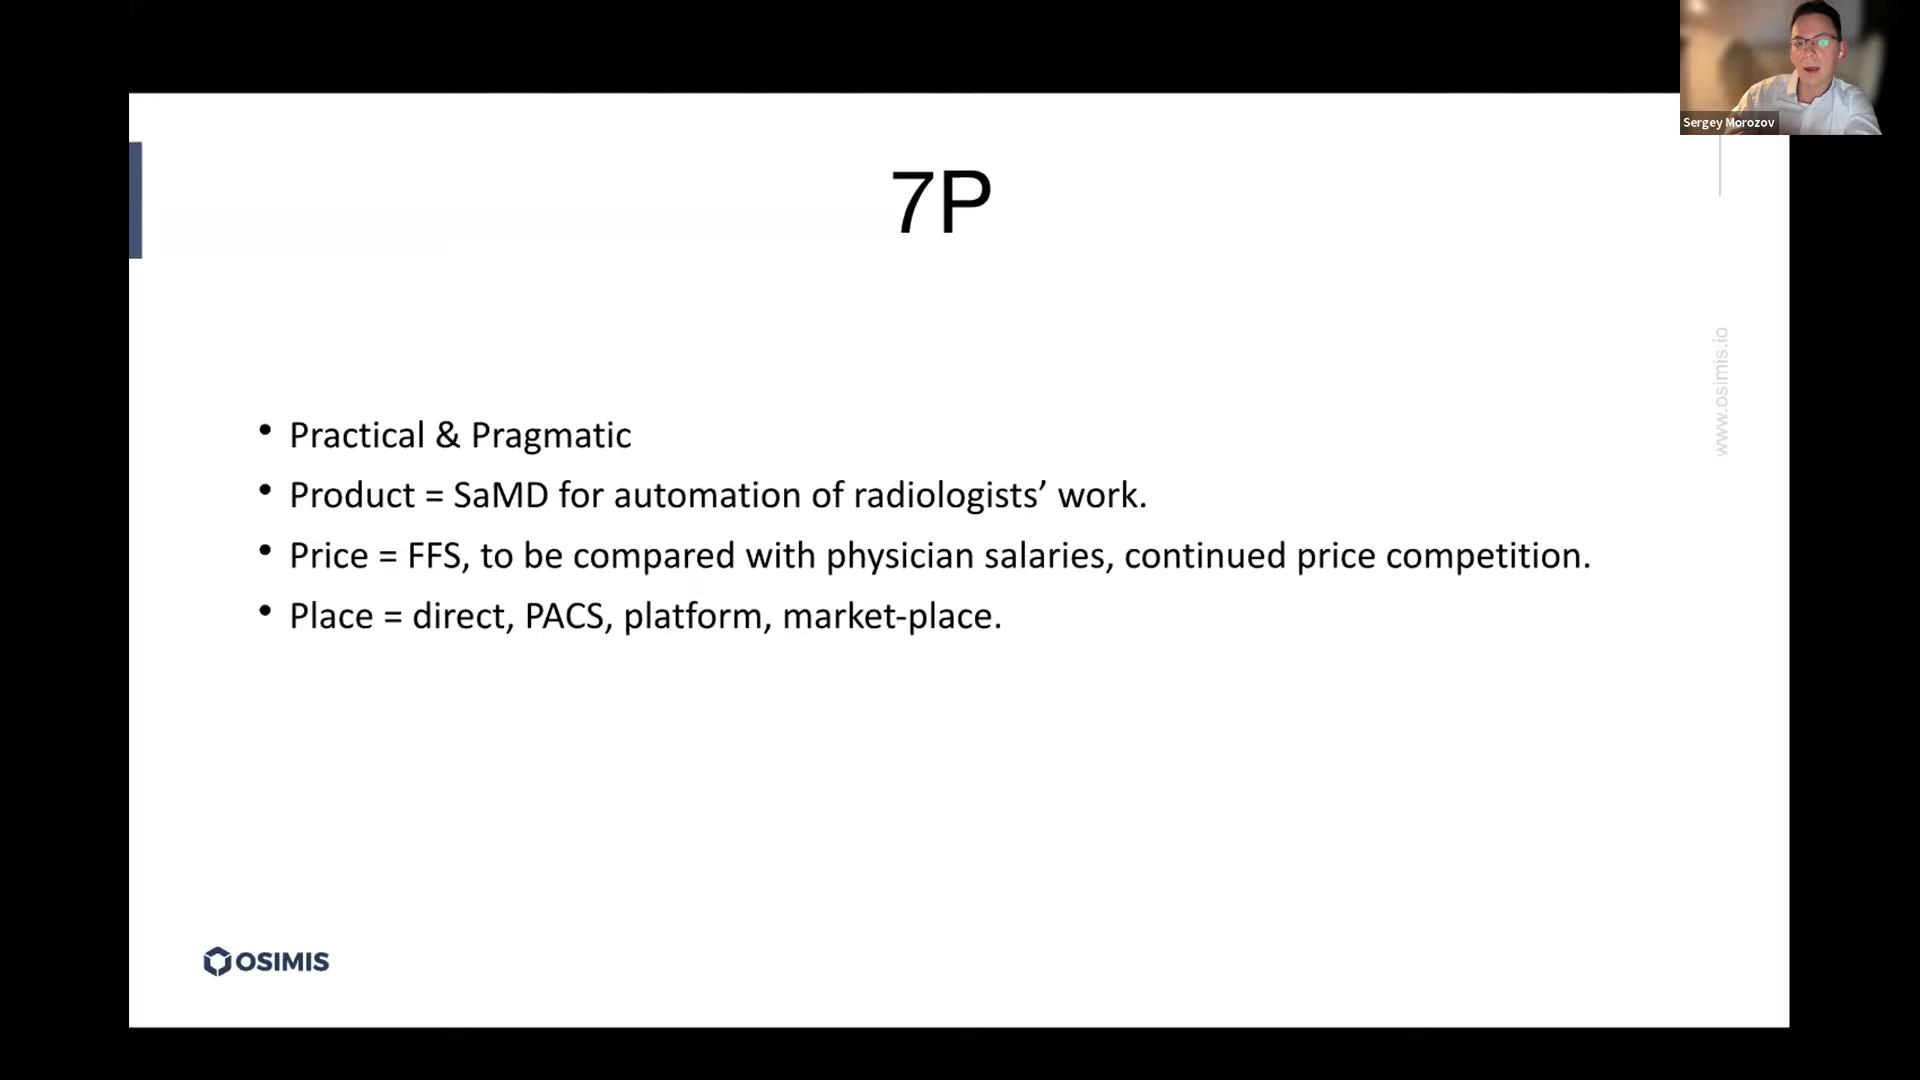 Sergey Morozov
7P
www.osimis.io
• Practical & Pragmatic
• Product = SaMD for automation of radiologists’ work.
• Price = FFS, to be compared with physician salaries, continued price competition.
• Place = direct, PACS, platform, market-place.
OSIMIS